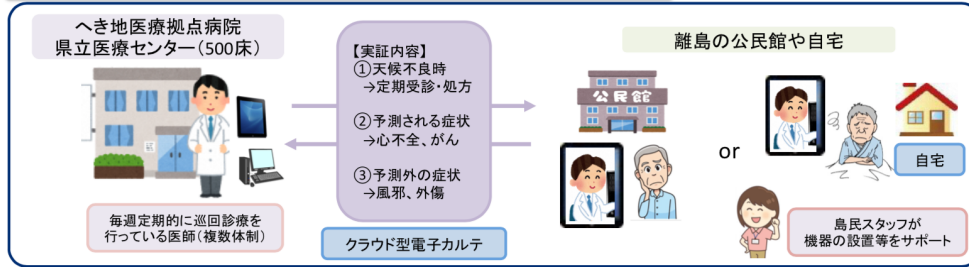 へき地医療拠点病院
県立医療センター（500床）
毎週定期的に巡回診療を
行っている医師（複数体制）
【実証内容】
①天候不良時
→定期受診・処方
②予測される症状
→心不全、がん
③予測外の症状
→風邪、外傷
クラウド型電子カルテ
離島の公民館や自宅
公民館
or
自宅
島民スタッフが
機器の設置等をサポート